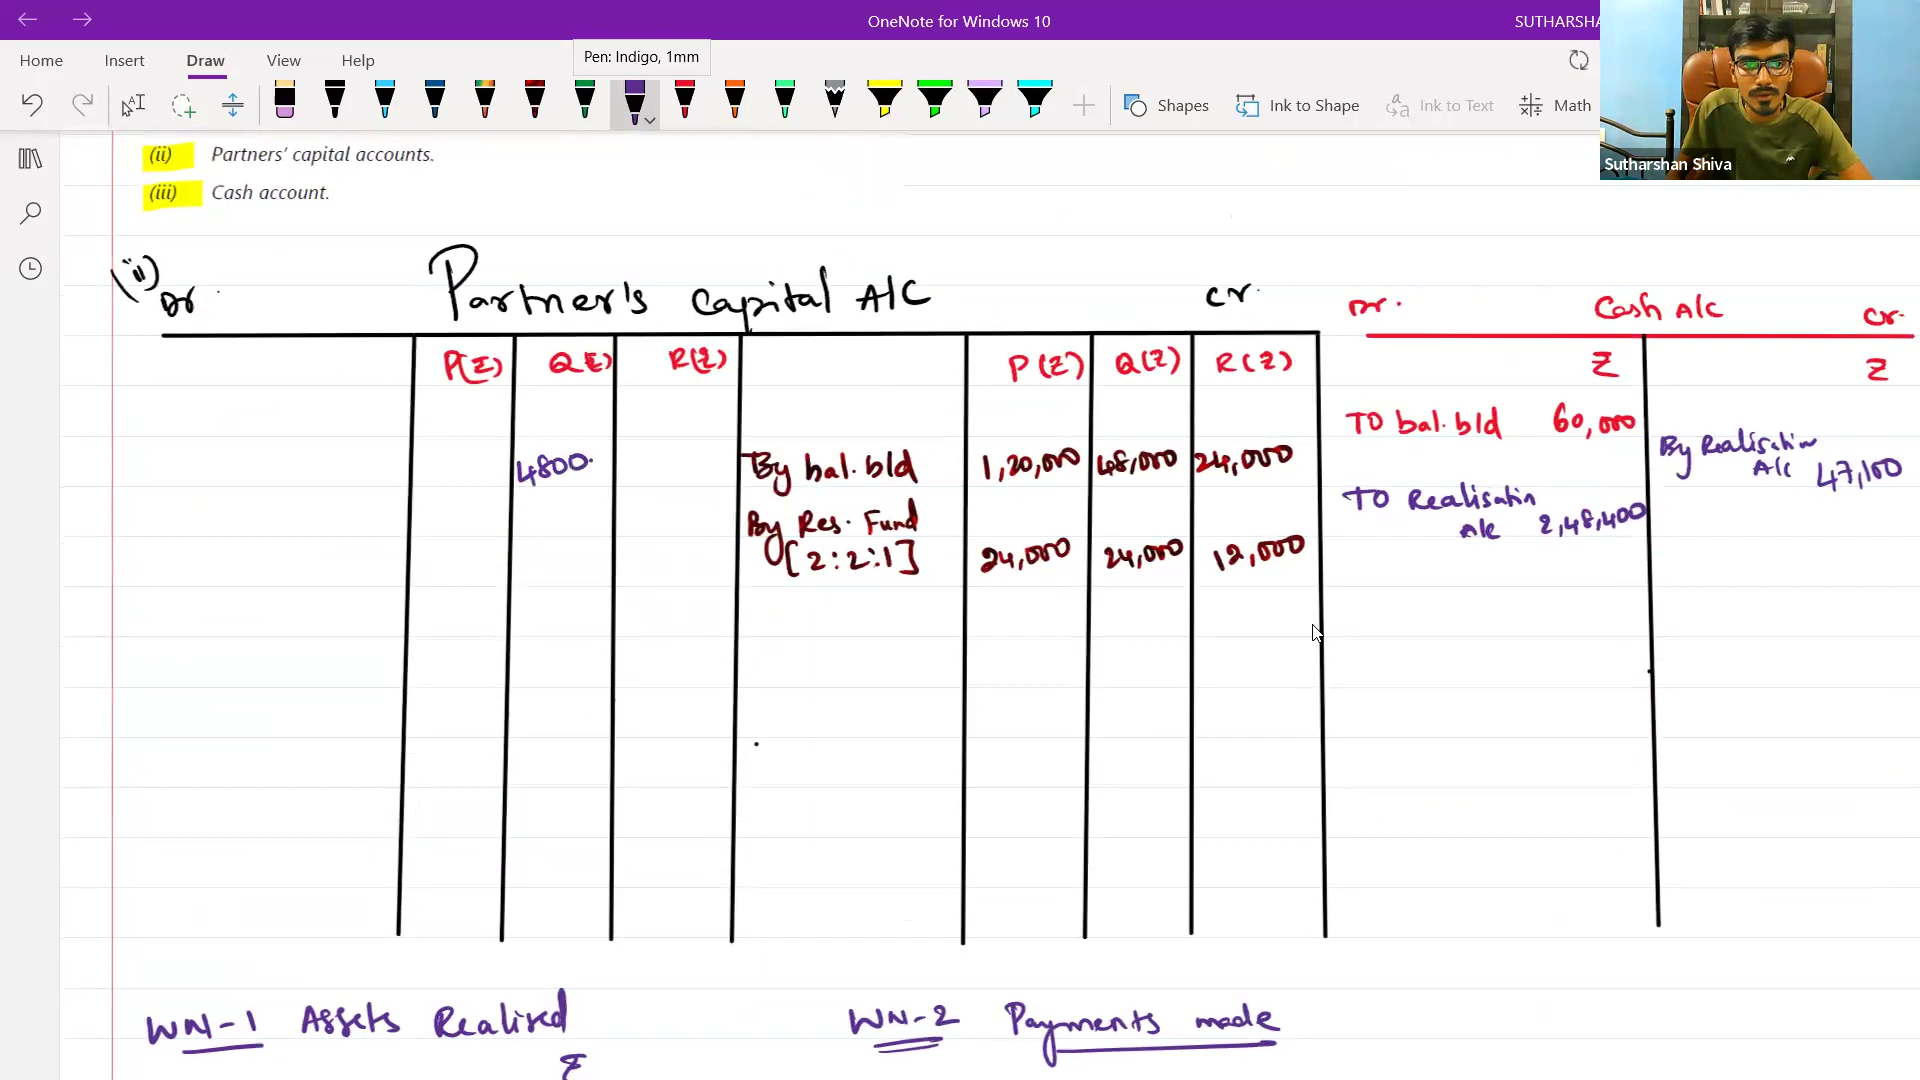 OneNote for Windows 10
SUTHARSHA
Home Insert Draw View Help
Pen: Indigo, 1mm
Shapes Ink to Shape Ink to Text Math
Sutharshan Shiva
(ii) Partners' capital accounts.
(iii) Cash account.
(ii) Dr. Partner's Capital A/C Cr.
P(₹) Q(₹) R(₹) P(₹) Q(₹) R(₹)
4800. By bal. b/d 1,20,000 48,000 24,000
By Res. Fund
[2:2:1] 24,000 24,000 12,000
Dr. Cash A/C Cr.
₹ ₹
To bal. b/d 60,000
By Realisation
A/c 47,100
To Realisatin
A/c 2,48,400
WN-1 Assets Realised
₹
WN-2 Payments made